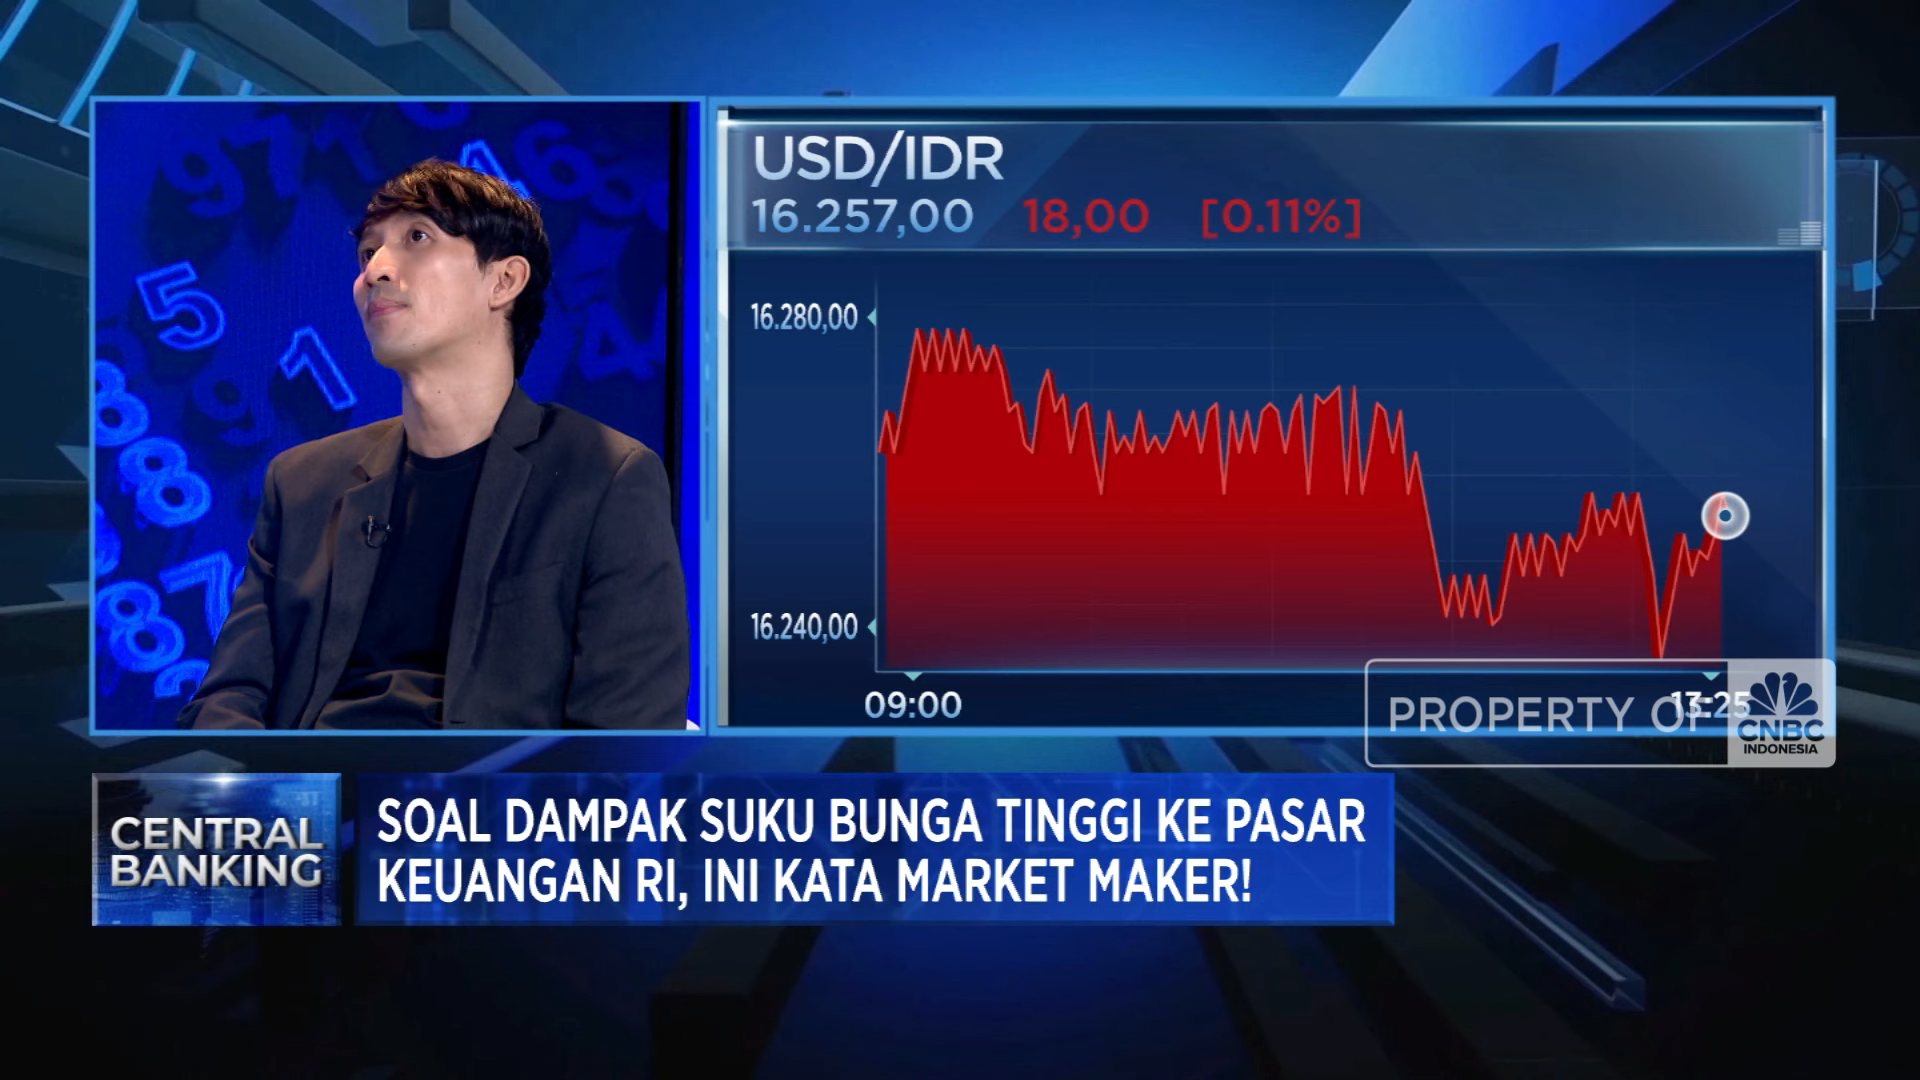 USD/IDR
16.257,00 18,00 [0.11%]
16.280,00
16.240,00
09:00
13:25
PROPERTY OF
CNBC
INDONESIA
CENTRAL
BANKING
SOAL DAMPAK SUKU BUNGA TINGGI KE PASAR
KEUANGAN RI, INI KATA MARKET MAKER!